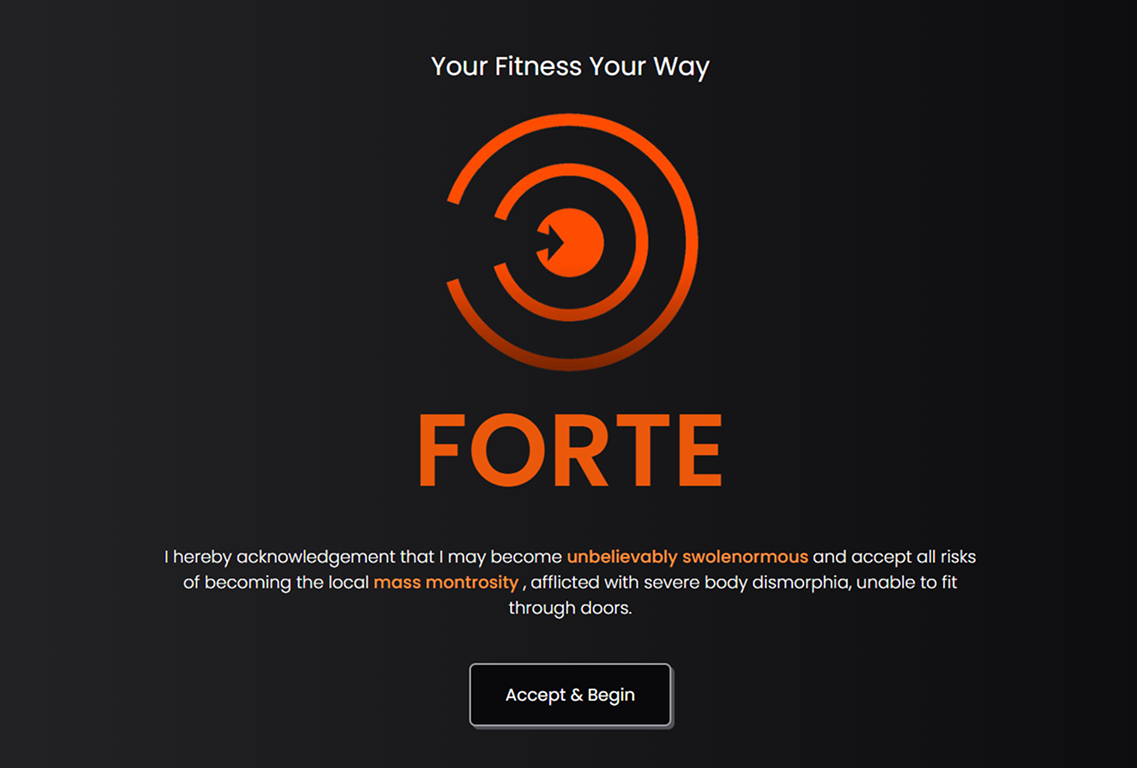 Your Fitness Your Way
FORTE
I hereby acknowledgement that I may become unbelievably swolenormous and accept all risks
of becoming the local mass montrosity , afflicted with severe body dismorphia, unable to fit
through doors.
Accept & Begin